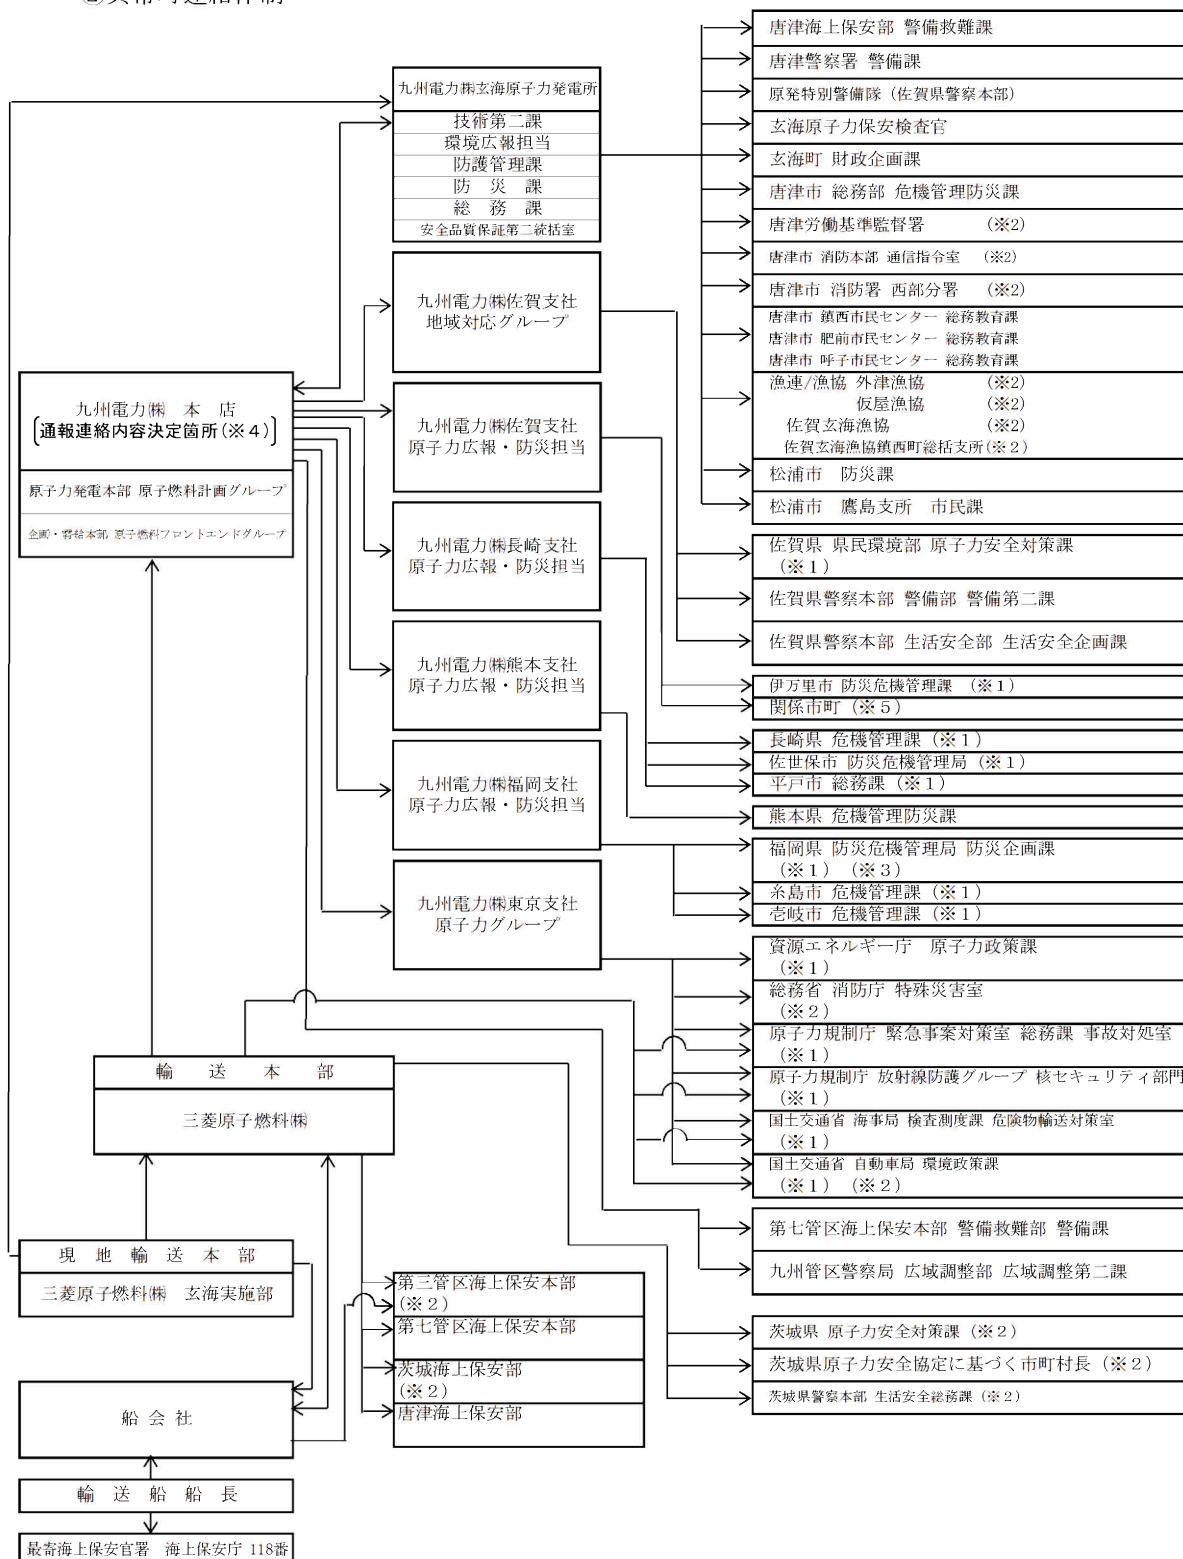 唐津海上保安部 警備救難課
唐津警察署 警備課
原発特別警備隊（佐賀県警察本部）
玄海原子力保安検査官
玄海町 財政企画課
唐津市 総務部 危機管理防災課
唐津労働基準監督署 （※2）
唐津市 消防本部 通信指令室 （※2）
唐津市 消防署 西部分署 （※2）
唐津市 鎮西市民センター 総務教育課
唐津市 肥前市民センター 総務教育課
唐津市 呼子市民センター 総務教育課
漁連/漁協 外津漁協 （※2）
仮屋漁協 （※2）
佐賀玄海漁協 （※2）
佐賀玄海漁協鎮西町総括支所（※2）
松浦市 防災課
松浦市 鷹島支所 市民課
九州電力㈱玄海原子力発電所
技術第二課
環境広報担当
防護管理課
防 災 課
総 務 課
安全品質保証第二統括室
九州電力㈱佐賀支社
地域対応グループ
九州電力㈱佐賀支社
原子力広報・防災担当
九州電力㈱長崎支社
原子力広報・防災担当
九州電力㈱熊本支社
原子力広報・防災担当
九州電力㈱福岡支社
原子力広報・防災担当
九州電力㈱東京支社
原子力グループ
九州電力㈱ 本 店
〔通報連絡内容決定箇所（※4）〕
原子力発電本部 原子燃料計画グループ
企画・需給本部 原子燃料フロントエンドグループ
佐賀県 県民環境部 原子力安全対策課
（※1）
佐賀県警察本部 警備部 警備第二課
佐賀県警察本部 生活安全部 生活安全企画課
伊万里市 防災危機管理課 （※1）
関係市町（※5）
長崎県 危機管理課（※1）
佐世保市 防災危機管理局（※1）
平戸市 総務課（※1）
熊本県 危機管理防災課
福岡県 防災危機管理局 防災企画課
（※1） （※3）
糸島市 危機管理課（※1）
壱岐市 危機管理課（※1）
資源エネルギー庁 原子力政策課
（※1）
総務省 消防庁 特殊災害室
（※2）
原子力規制庁 緊急事案対策室 総務課 事故対処室
（※1）
原子力規制庁 放射線防護グループ 核セキュリティ部門
（※1）
国土交通省 海事局 検査測度課 危険物輸送対策室
（※1）
国土交通省 自動車局 環境政策課
（※1） （※2）
第七管区海上保安本部 警備救難部 警備課
九州管区警察局 広域調整部 広域調整第二課
茨城県 原子力安全対策課（※2）
茨城県原子力安全協定に基づく市町村長（※2）
茨城県警察本部 生活安全総務課（※2）
輸 送 本 部
三菱原子燃料㈱
現 地 輸 送 本 部
三菱原子燃料㈱ 玄海実施部
第三管区海上保安本部
（※2）
第七管区海上保安本部
茨城海上保安部
（※2）
唐津海上保安部
船 会 社
輸 送 船 船 長
最寄海上保安官署 海上保安庁 118番